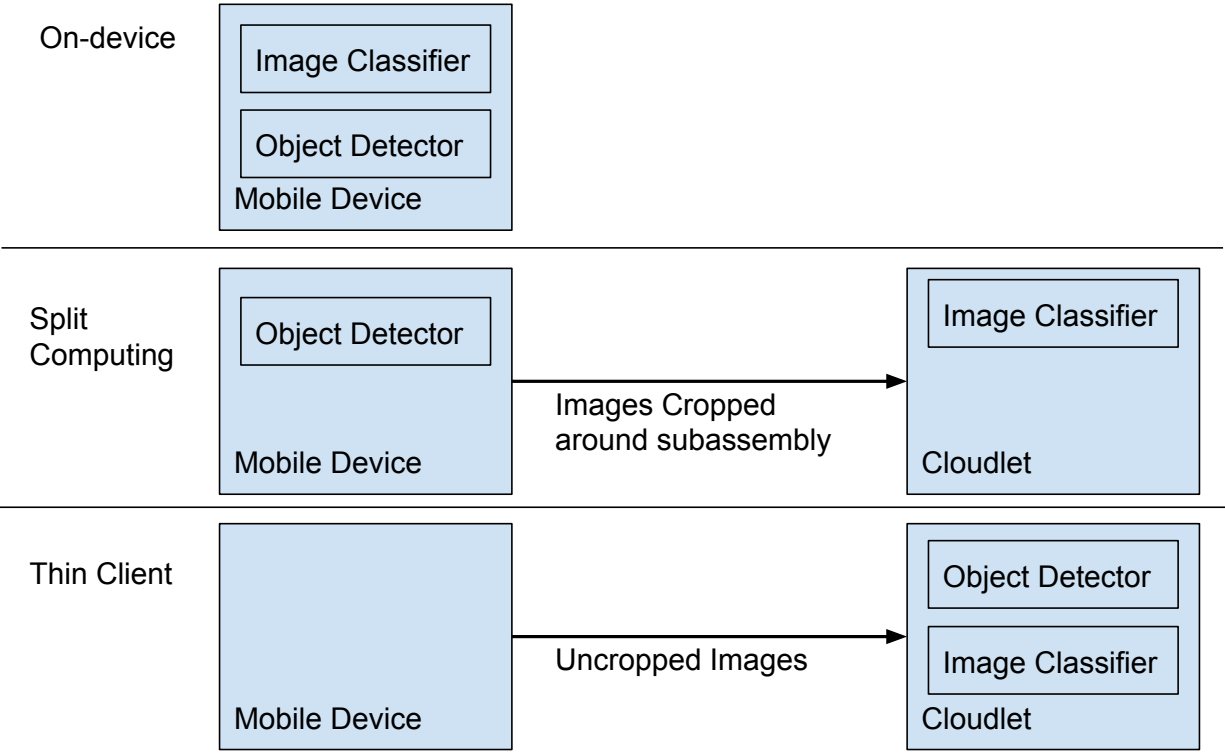 On-device
Image Classifier
Object Detector
Mobile Device
Split
Computing
Object Detector
Mobile Device
Images Cropped
around subassembly
Image Classifier
Cloudlet
Thin Client
Mobile Device
Uncropped Images
Object Detector
Image Classifier
Cloudlet